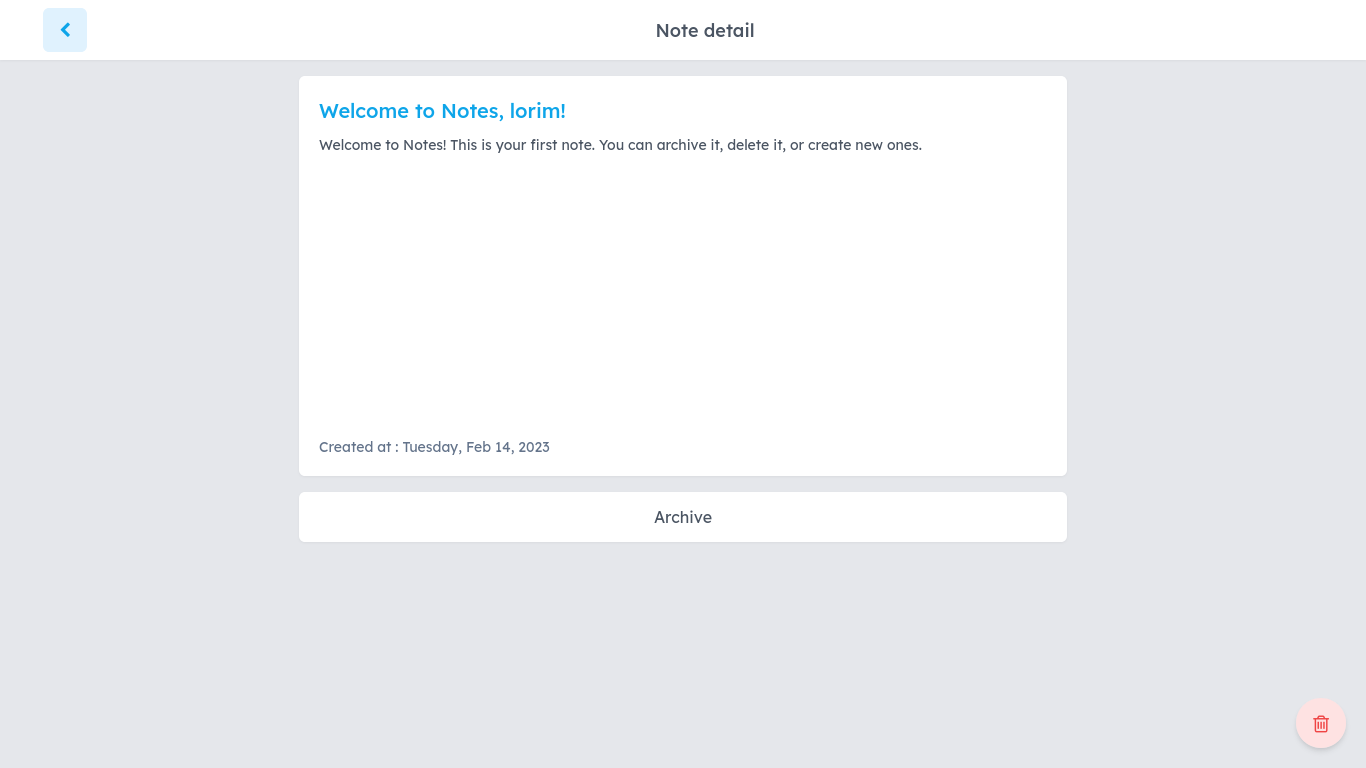 Note detail
Welcome to Notes, lorim!
Welcome to Notes! This is your first note. You can archive it, delete it, or create new ones.
Created at : Tuesday, Feb 14, 2023
Archive